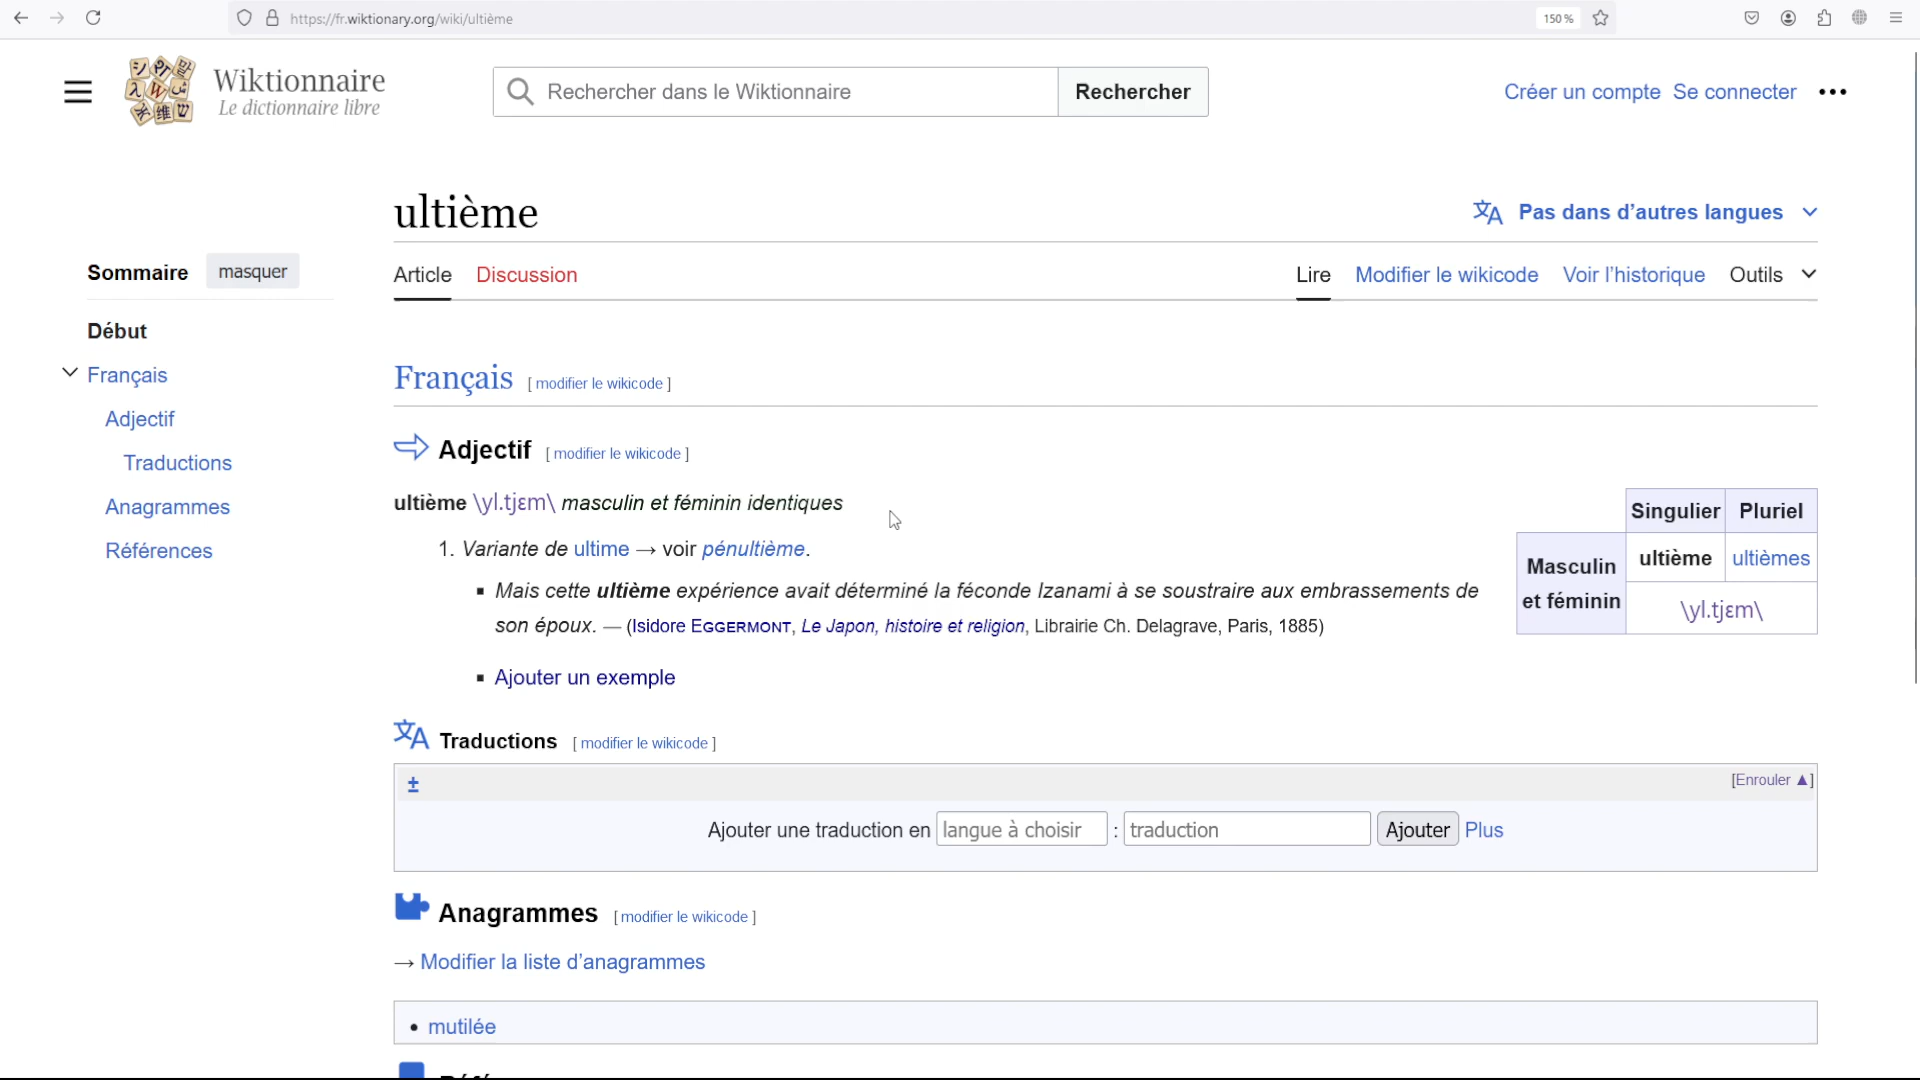 https://fr.wiktionary.org/wiki/ultième
150 %
Wiktionnaire
Le dictionnaire libre
Rechercher dans le Wiktionnaire
Rechercher
Créer un compte Se connecter
ultième
Pas dans d’autres langues
Sommaire masquer
Article Discussion
Lire Modifier le wikicode Voir l’historique Outils
Début
Français
Adjectif
Traductions
Anagrammes
Références
Français [ modifier le wikicode ]
Adjectif [ modifier le wikicode ]
ultième \yl.tjɛm\ masculin et féminin identiques
1. Variante de ultime → voir pénultième.
▪ Mais cette ultième expérience avait déterminé la féconde Izanami à se soustraire aux embrassements de
son époux. — (Isidore EGGERMONT, Le Japon, histoire et religion, Librairie Ch. Delagrave, Paris, 1885)
▪ Ajouter un exemple
Singulier Pluriel
Masculin et féminin
ultième ultièmes
\yl.tjɛm\
Traductions [ modifier le wikicode ]
± [Enrouler ▲]
Ajouter une traduction en langue à choisir : traduction Ajouter Plus
Anagrammes [ modifier le wikicode ]
→ Modifier la liste d’anagrammes
• mutilée